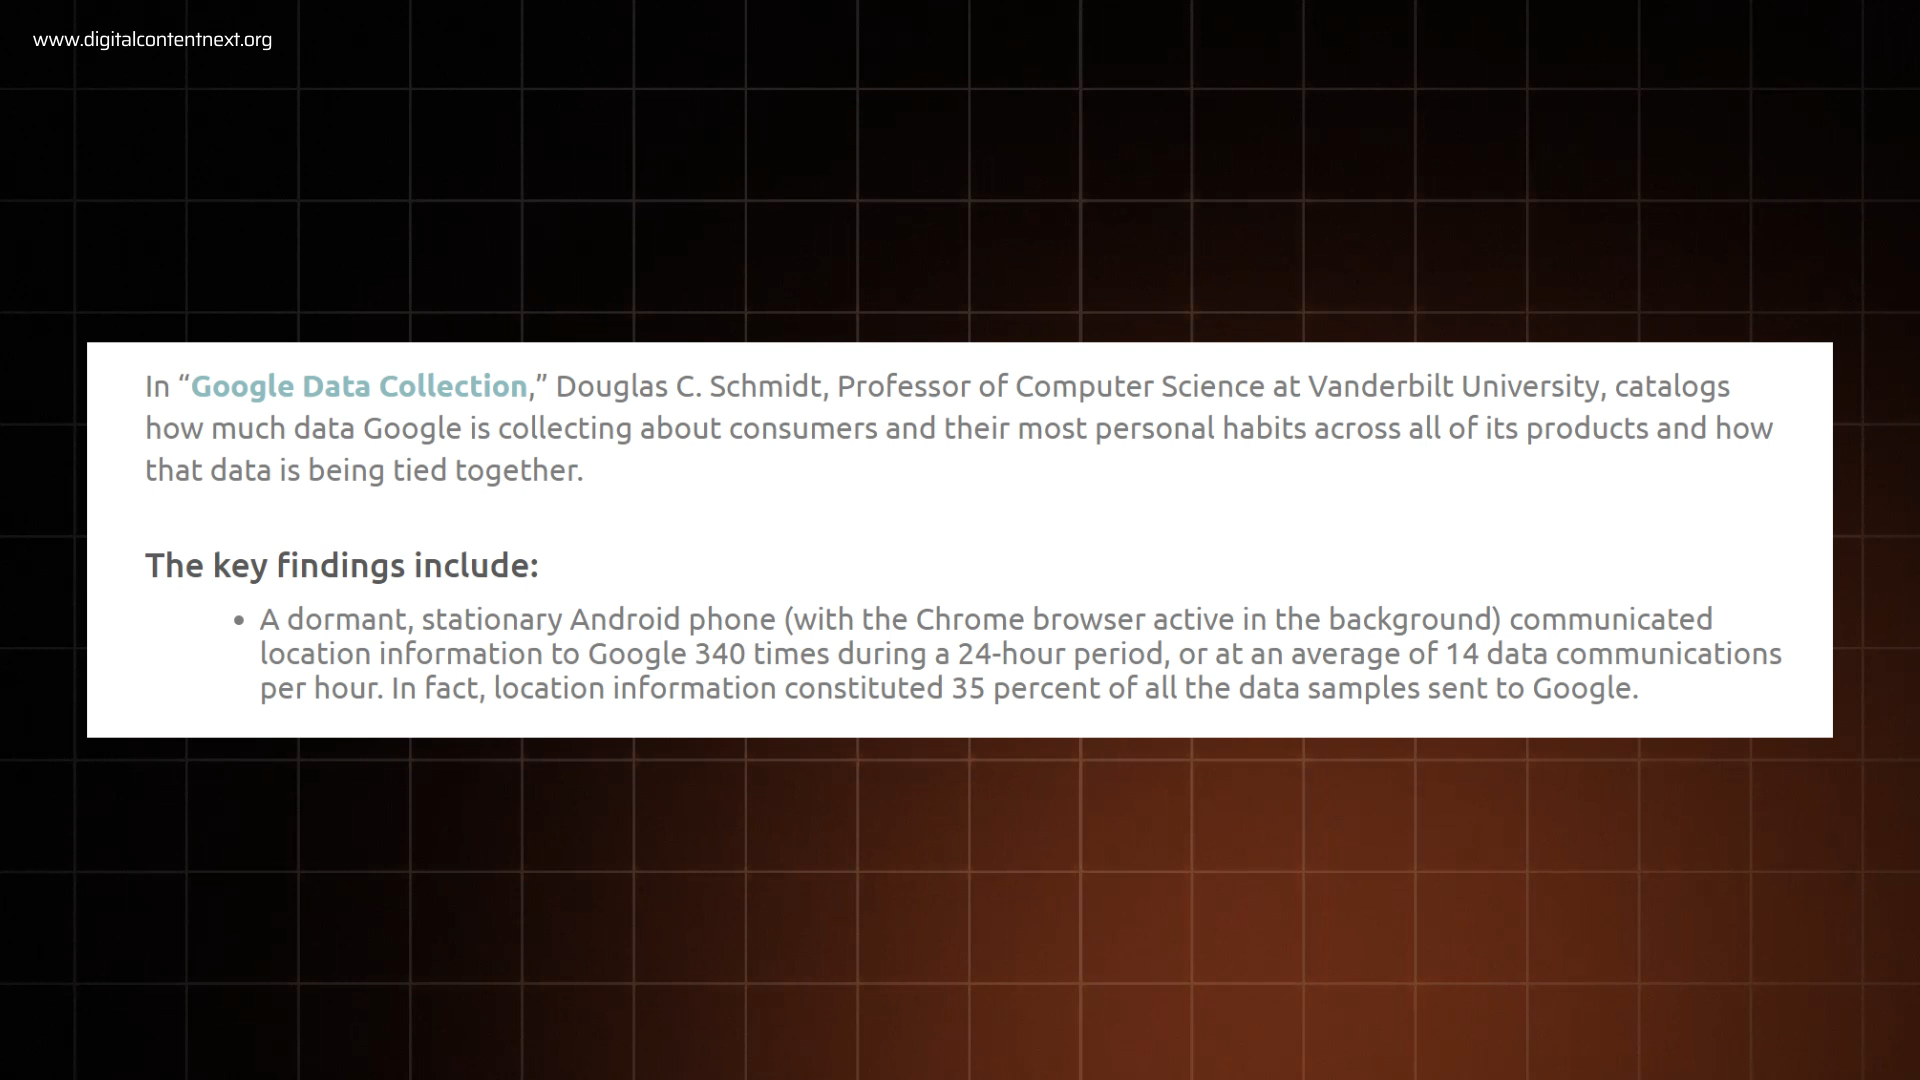 www.digitalcontentnext.org
In “Google Data Collection,” Douglas C. Schmidt, Professor of Computer Science at Vanderbilt University, catalogs
how much data Google is collecting about consumers and their most personal habits across all of its products and how
that data is being tied together.
The key findings include:
• A dormant, stationary Android phone (with the Chrome browser active in the background) communicated
location information to Google 340 times during a 24-hour period, or at an average of 14 data communications
per hour. In fact, location information constituted 35 percent of all the data samples sent to Google.